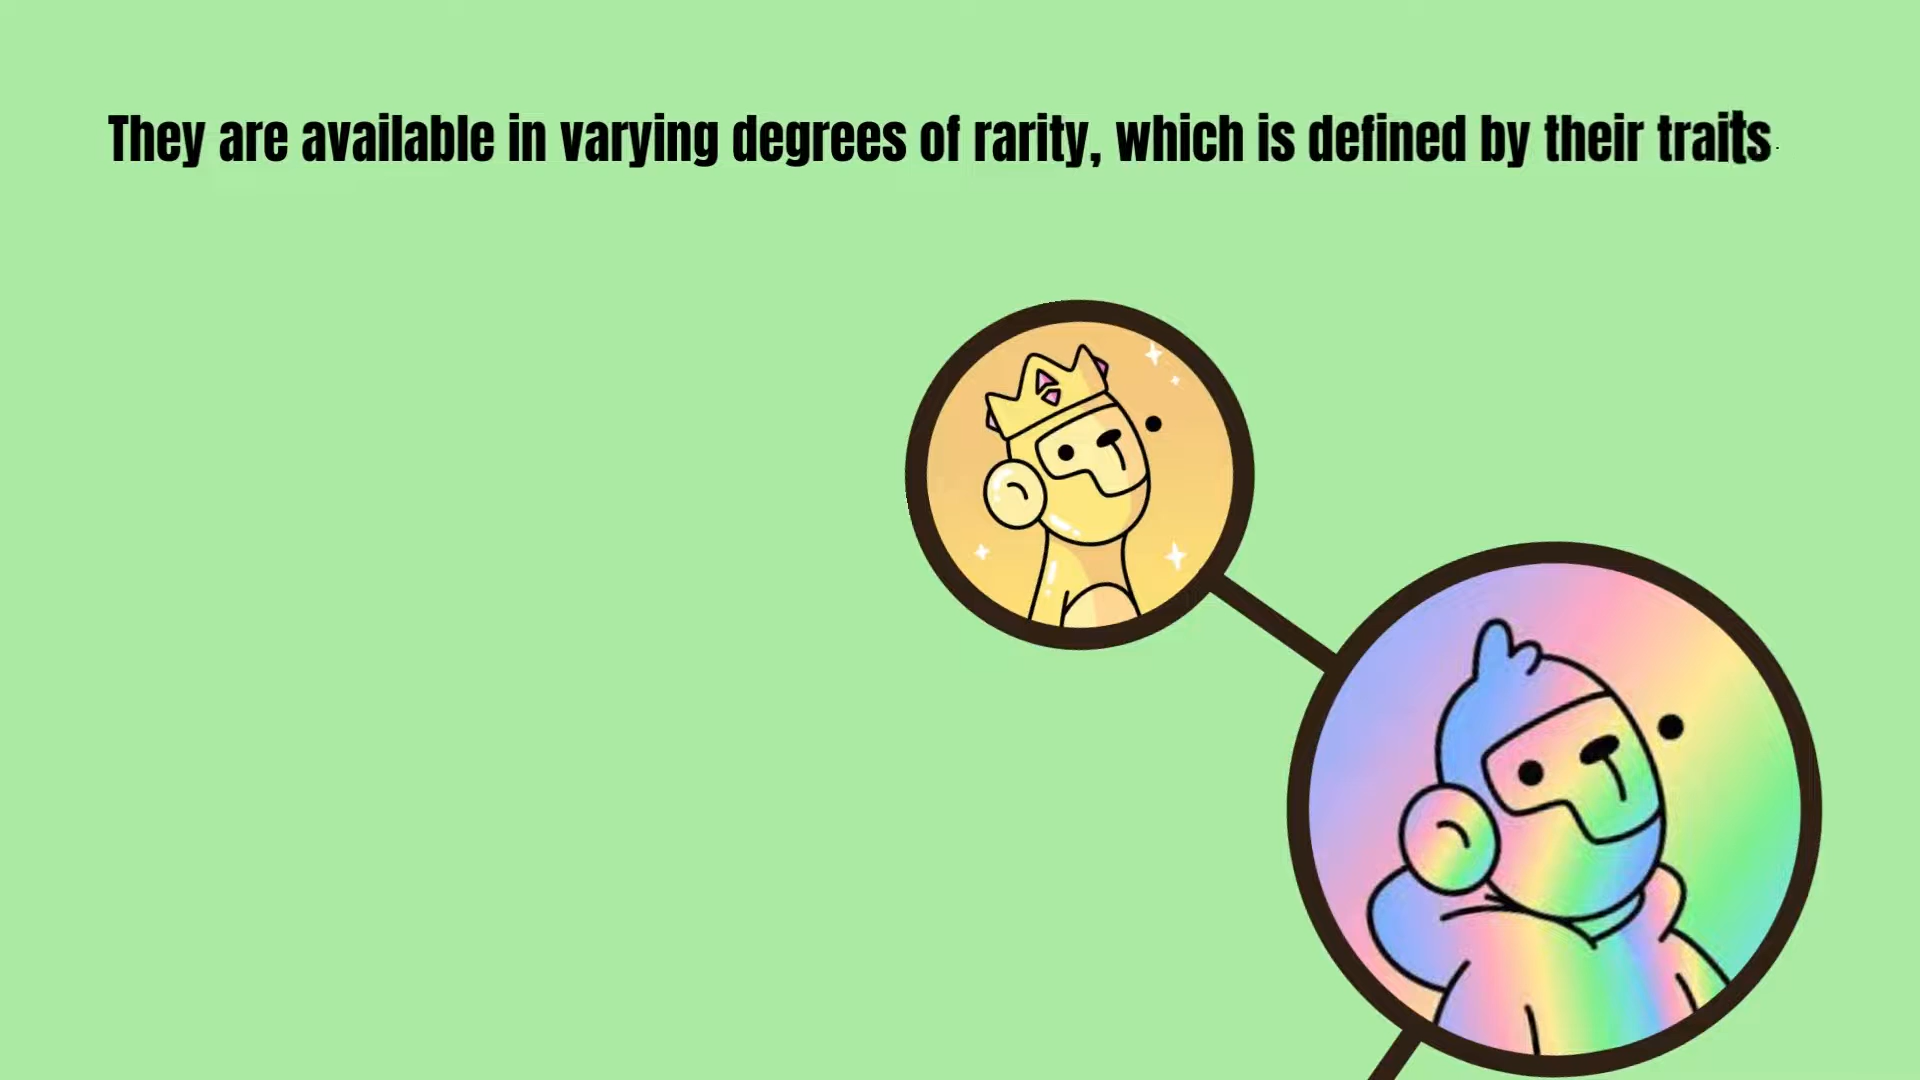 They are available in varying degrees of rarity, which is defined by their traits.